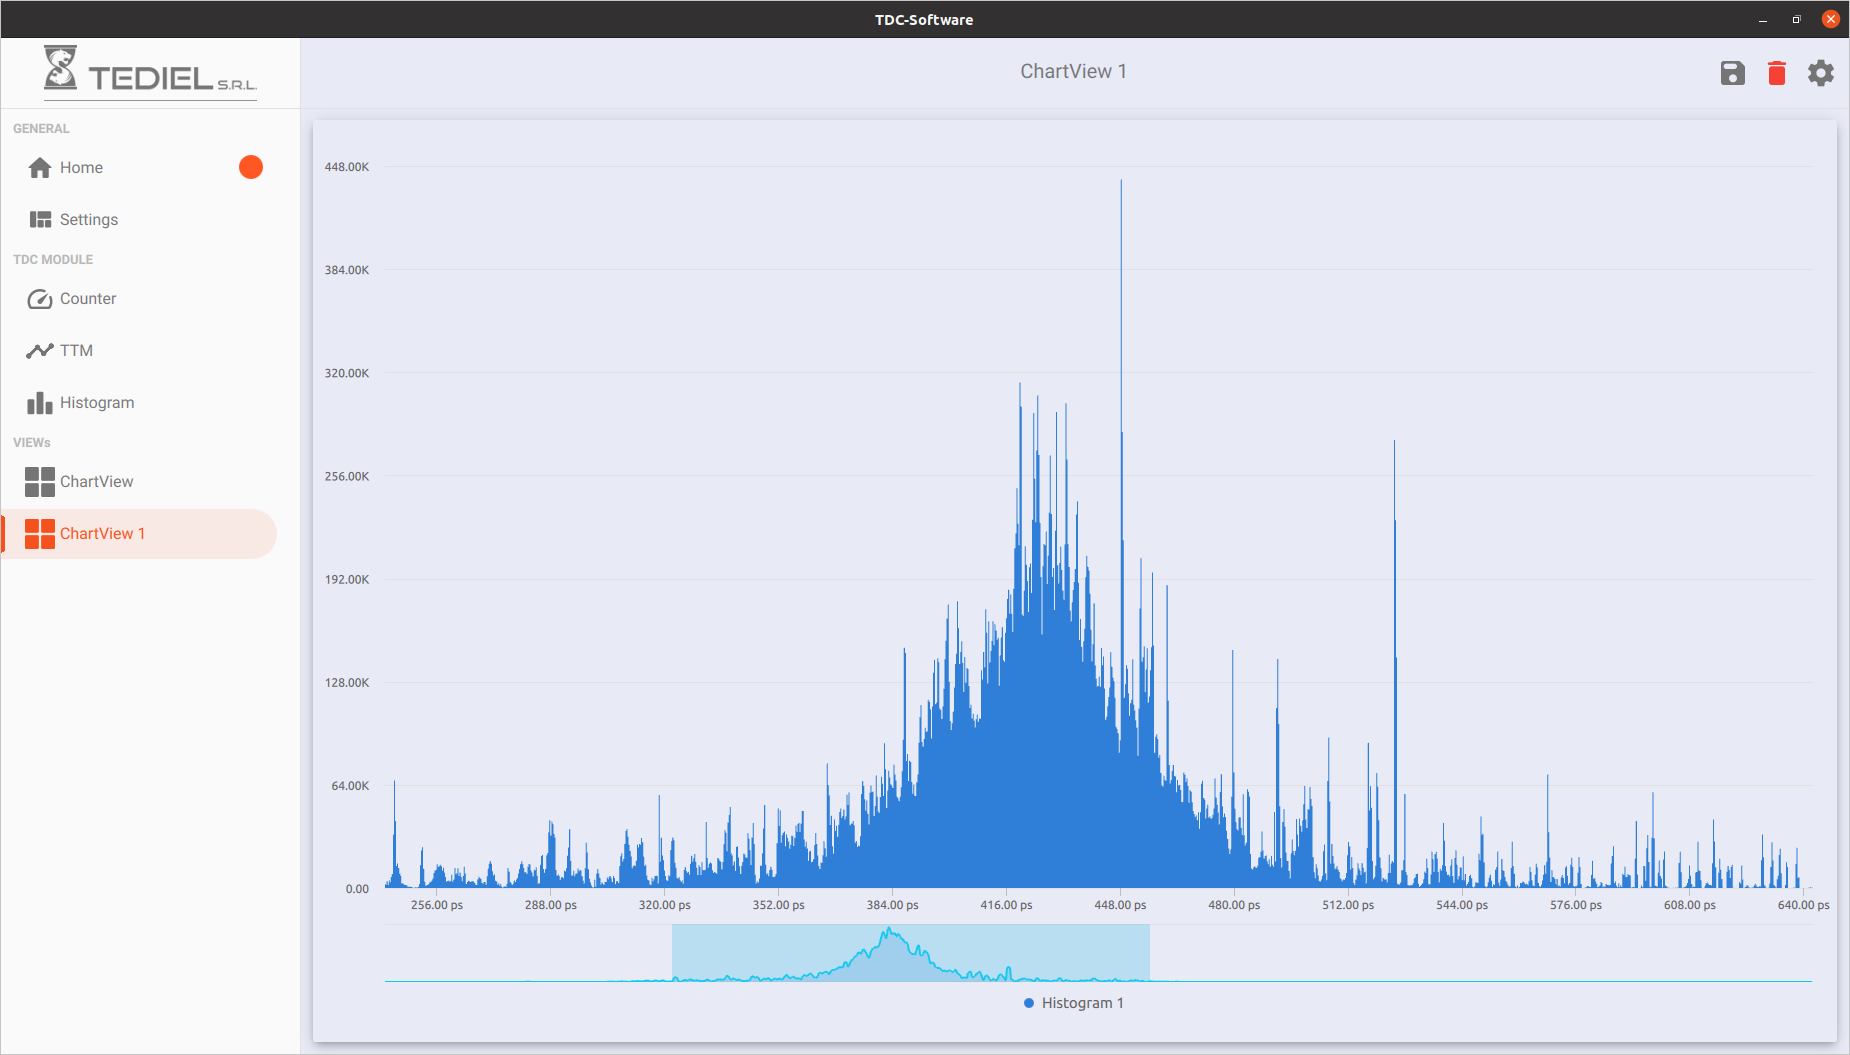 TDC-Software
TEDIEL S.R.L.
ChartView 1
GENERAL
Home
Settings
TDC MODULE
Counter
TTM
Histogram
VIEWs
ChartView
ChartView 1
448.00K
384.00K
320.00K
256.00K
192.00K
128.00K
64.00K
0.00
256.00 ps 288.00 ps 320.00 ps 352.00 ps 384.00 ps 416.00 ps 448.00 ps 480.00 ps 512.00 ps 544.00 ps 576.00 ps 608.00 ps 640.00 ps
Histogram 1